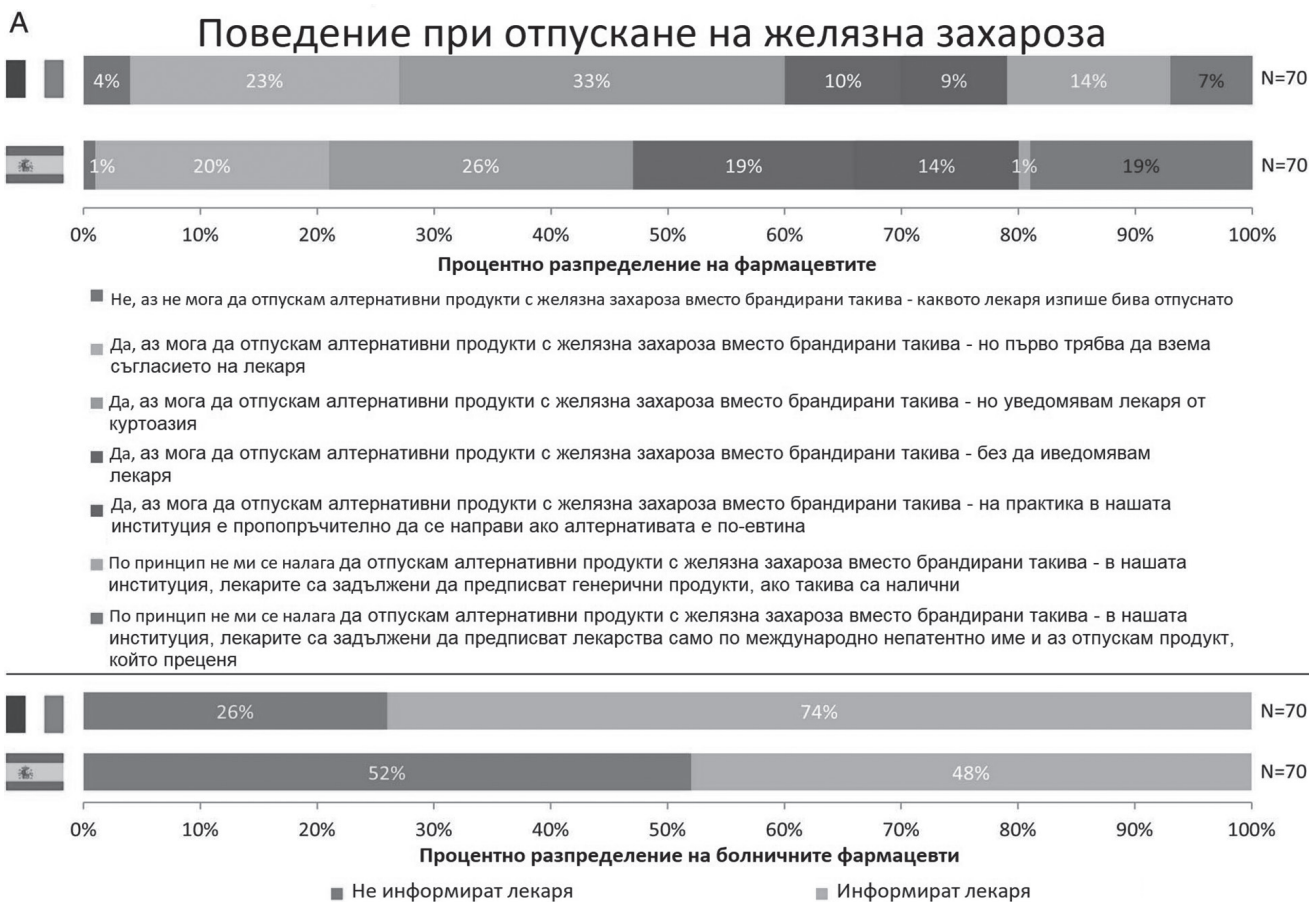 A
Поведение при отпускане на желязна захароза
4% 23% 33% 10% 9% 14% 7% N=70
1% 20% 26% 19% 14% 1% 19% N=70
0% 10% 20% 30% 40% 50% 60% 70% 80% 90% 100%
Процентно разпределение на фармацевтите
Не, аз не мога да отпускам алтернативни продукти с желязна захароза вместо брандирани такива - каквото лекаря изпише бива отпуснато
Да, аз мога да отпускам алтернативни продукти с желязна захароза вместо брандирани такива - но първо трябва да взема
съгласието на лекаря
Да, аз мога да отпускам алтернативни продукти с желязна захароза вместо брандирани такива - но уведомявам лекаря от
куртоазия
Да, аз мога да отпускам алтернативни продукти с желязна захароза вместо брандирани такива - без да иведомявам
лекаря
Да, аз мога да отпускам алтернативни продукти с желязна захароза вместо брандирани такива - на практика в нашата
институция е пропопръчително да се направи ако алтернативата е по-евтина
По принцип не ми се налага да отпускам алтернативни продукти с желязна захароза вместо брандирани такива - в нашата
институция, лекарите са задължени да предписват генерични продукти, ако такива са налични
По принцип не ми се налага да отпускам алтернативни продукти с желязна захароза вместо брандирани такива - в нашата
институция, лекарите са задължени да предписват лекарства само по международно непатентно име и аз отпускам продукт,
който преценя
26% 74% N=70
52% 48% N=70
0% 10% 20% 30% 40% 50% 60% 70% 80% 90% 100%
Процентно разпределение на болничните фармацевти
Не информират лекаря Информират лекаря